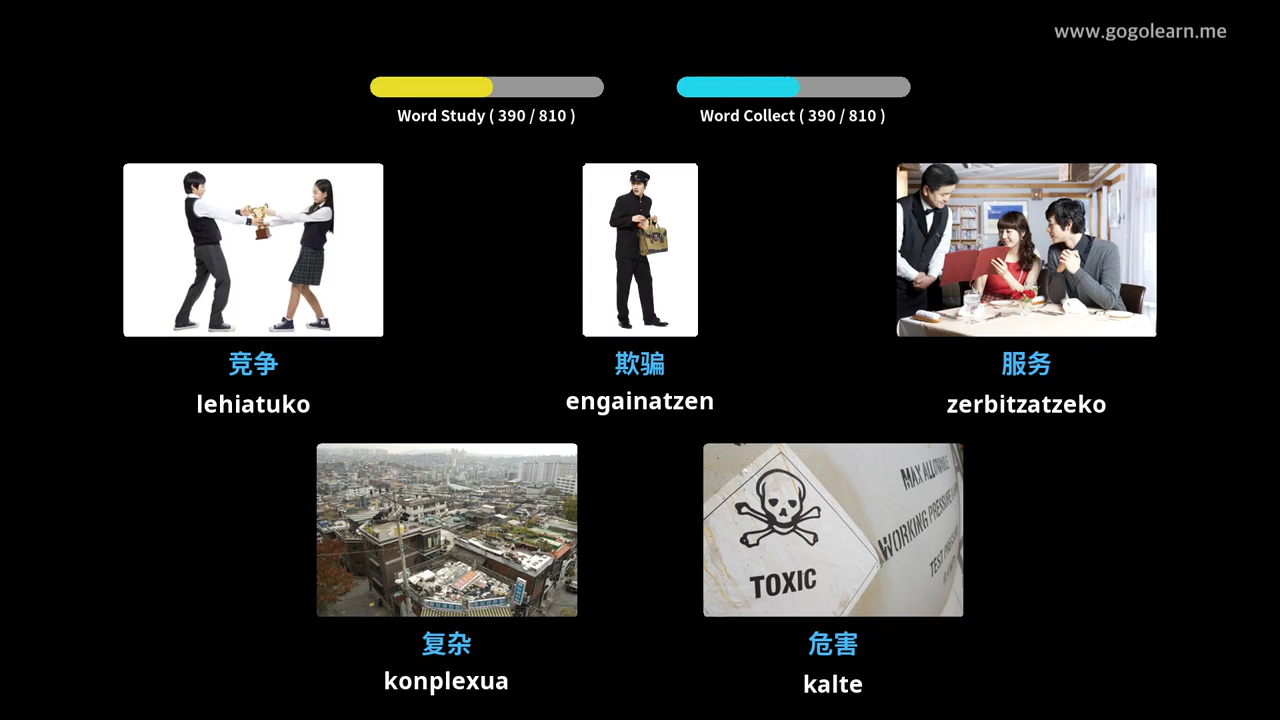 www.gogolearn.me
Word Study ( 390 / 810 )
Word Collect ( 390 / 810 )
竞争
lehiatuko
欺骗
engainatzen
服务
zerbitzatzeko
TOXIC
MAX ALLOWABLE
WORKING PRESSURE
TEST
复杂
konplexua
危害
kalte